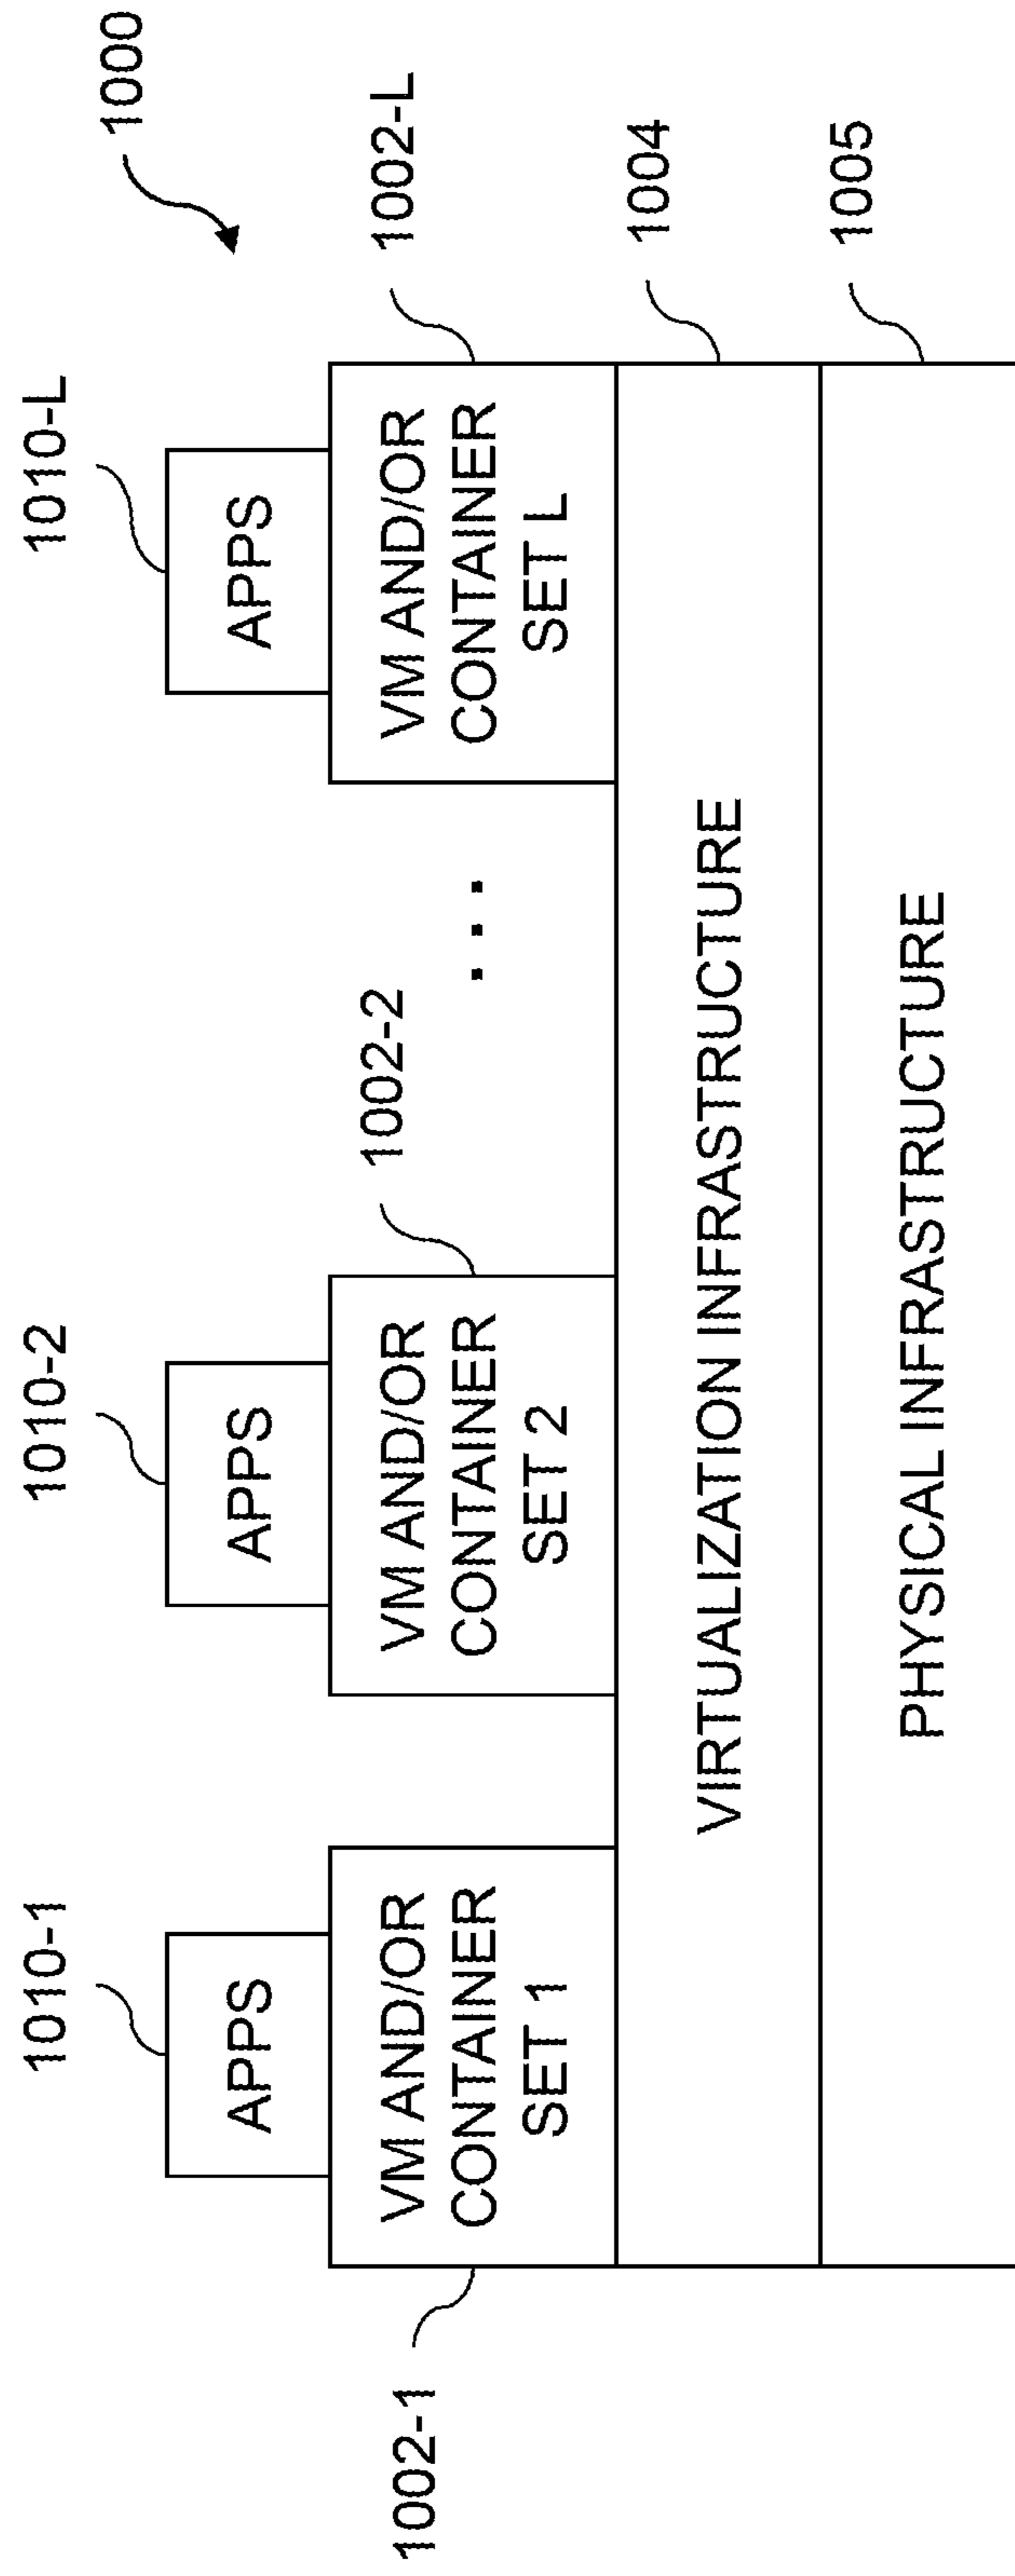 1000
1010-1
1010-2
1010-L
APPS
APPS
APPS
1002-1
VM AND/OR
CONTAINER
SET 1
VM AND/OR
CONTAINER
SET 2
1002-2
. . .
VM AND/OR
CONTAINER
SET L
1002-L
VIRTUALIZATION INFRASTRUCTURE
1004
PHYSICAL INFRASTRUCTURE
1005